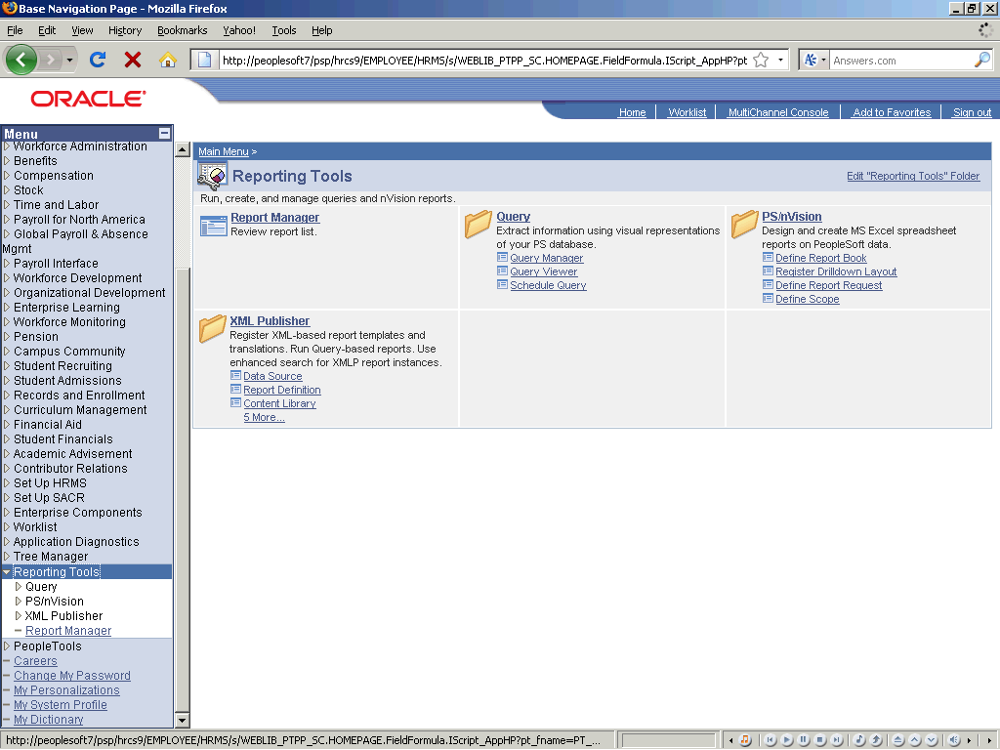 Base Navigation Page - Mozilla Firefox
File Edit View History Bookmarks Yahoo! Tools Help
http://peoplesoft7/psp/hrcs9/EMPLOYEE/HRMS/s/WEBLIB_PTPP_SC.HOMEPAGE.FieldFormula.IScript_AppHP?pt
Answers.com
ORACLE®
Home Worklist MultiChannel Console Add to Favorites Sign out
Menu
Workforce Administration
Benefits
Compensation
Stock
Time and Labor
Payroll for North America
Global Payroll & Absence
Mgmt
Payroll Interface
Workforce Development
Organizational Development
Enterprise Learning
Workforce Monitoring
Pension
Campus Community
Student Recruiting
Student Admissions
Records and Enrollment
Curriculum Management
Financial Aid
Student Financials
Academic Advisement
Contributor Relations
Set Up HRMS
Set Up SACR
Enterprise Components
Worklist
Application Diagnostics
Tree Manager
Reporting Tools
Query
PS/nVision
XML Publisher
Report Manager
PeopleTools
Careers
Change My Password
My Personalizations
My System Profile
My Dictionary
Main Menu >
Reporting Tools
Edit "Reporting Tools" Folder
Run, create, and manage queries and nVision reports.
Report Manager
Review report list.
Query
Extract information using visual representations
of your PS database.
Query Manager
Query Viewer
Schedule Query
PS/nVision
Design and create MS Excel spreadsheet
reports on PeopleSoft data.
Define Report Book
Register Drilldown Layout
Define Report Request
Define Scope
XML Publisher
Register XML-based report templates and
translations. Run Query-based reports. Use
enhanced search for XMLP report instances.
Data Source
Report Definition
Content Library
5 More...
http://peoplesoft7/psp/hrcs9/EMPLOYEE/HRMS/s/WEBLIB_PTPP_SC.HOMEPAGE.FieldFormula.IScript_AppHP?pt_fname=PT_...